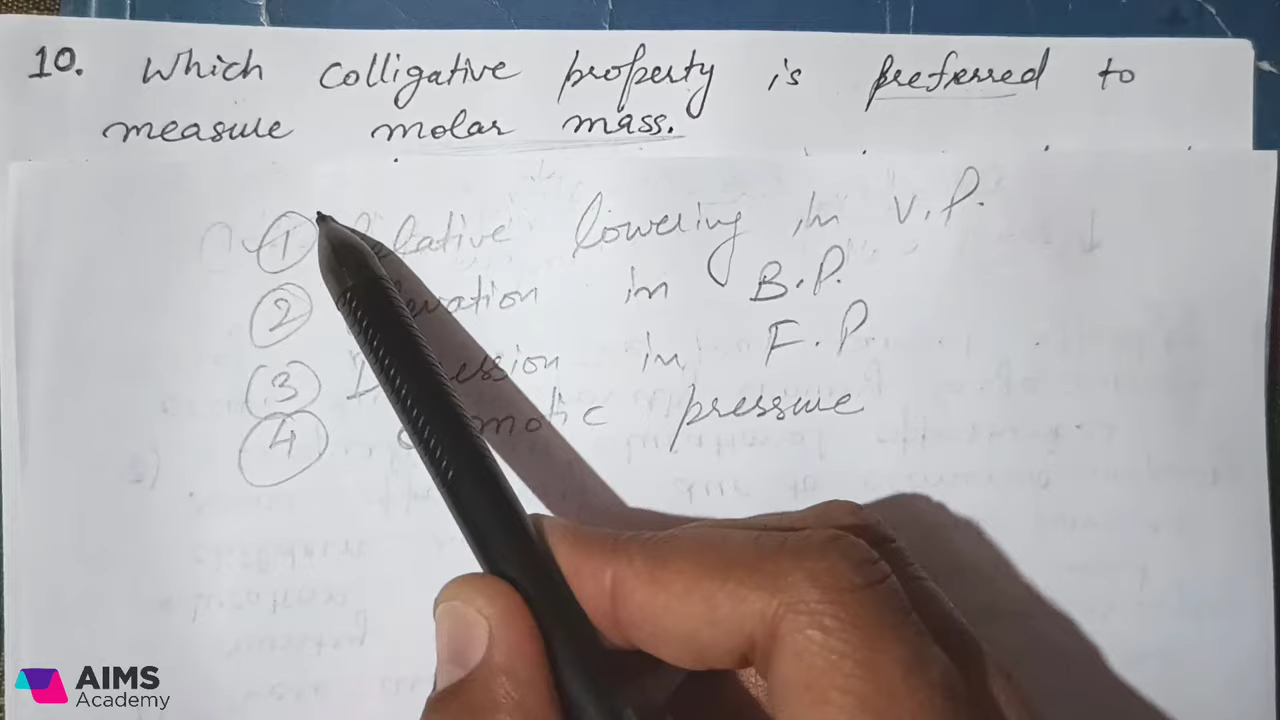 10. Which colligative property is preferred to
measure molar mass.
1 Relative lowering in V.P.
2 in B.P.
3 in F.P.
4 pressure
AIMS
Academy